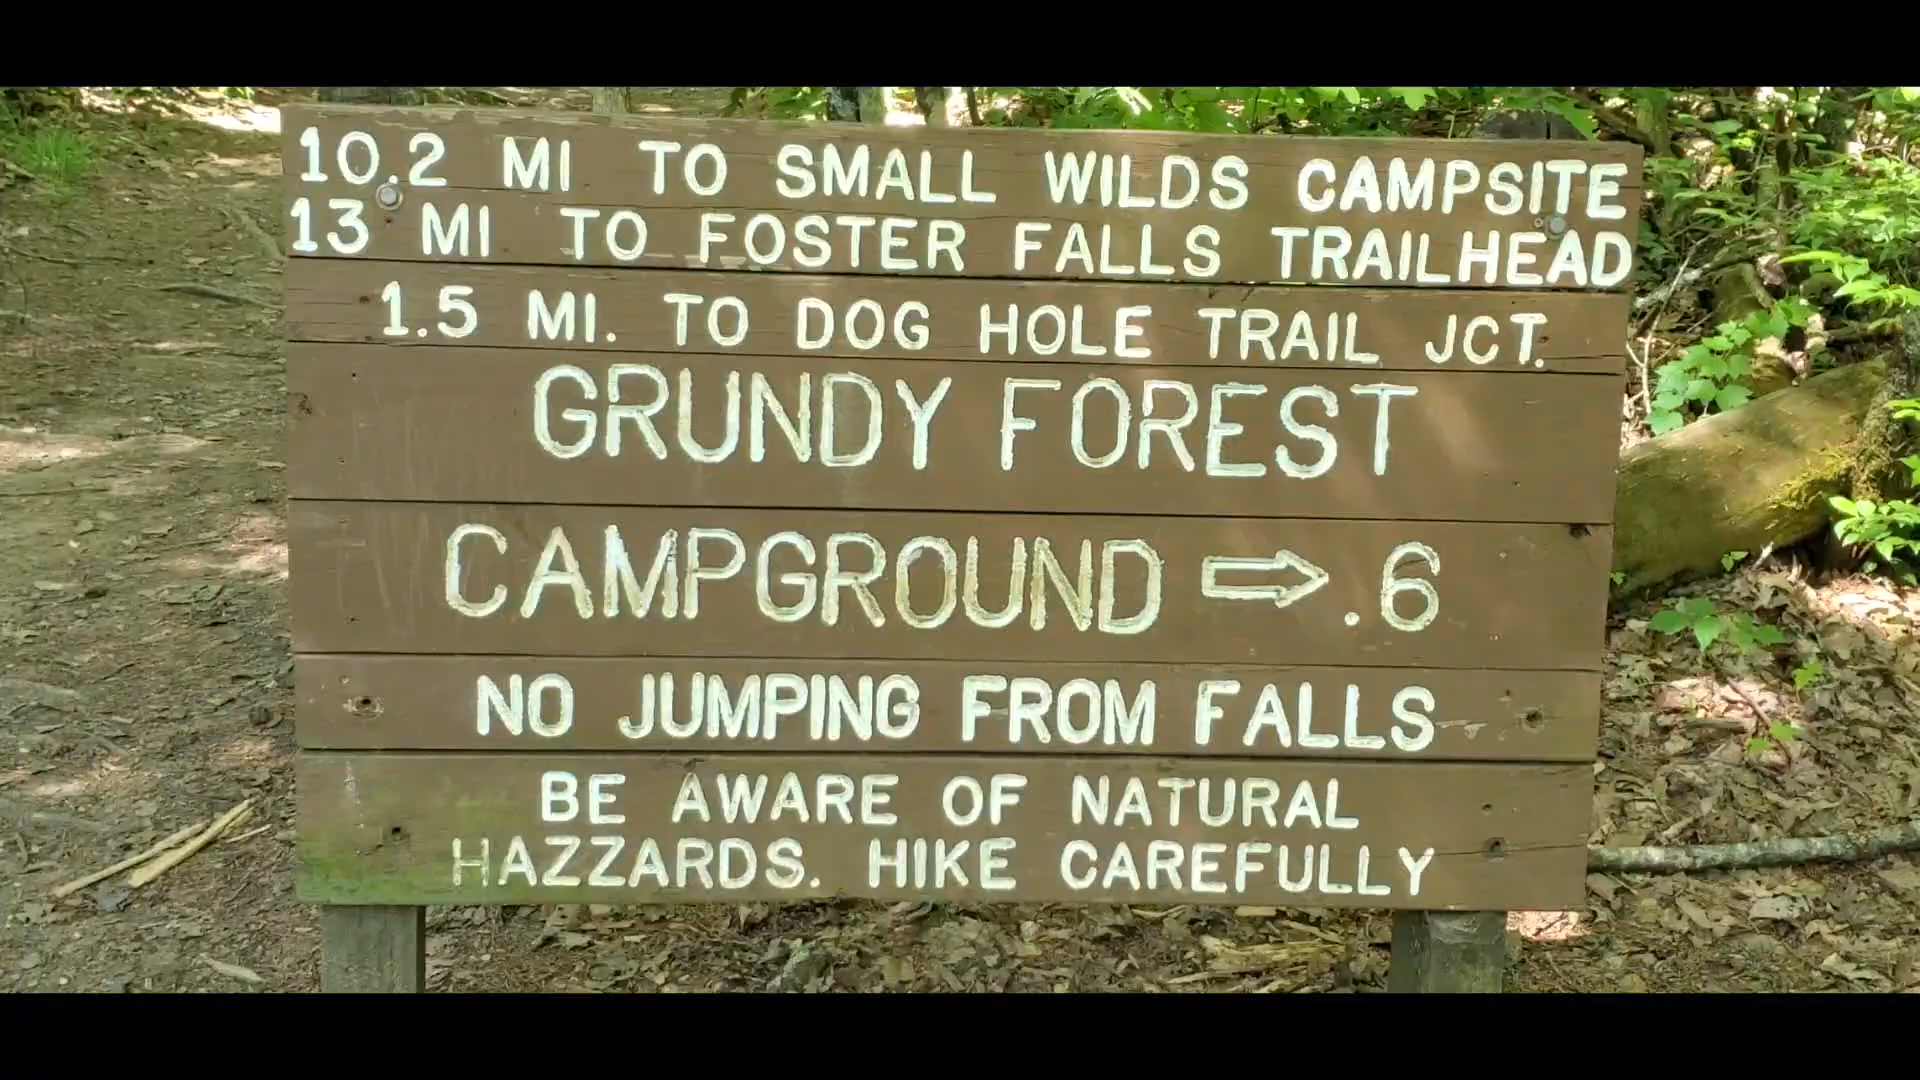 10.2 MI TO SMALL WILDS CAMPSITE
13 MI TO FOSTER FALLS TRAILHEAD
1.5 MI. TO DOG HOLE TRAIL JCT.
GRUNDY FOREST
CAMPGROUND ⇨ .6
NO JUMPING FROM FALLS
BE AWARE OF NATURAL
HAZZARDS. HIKE CAREFULLY